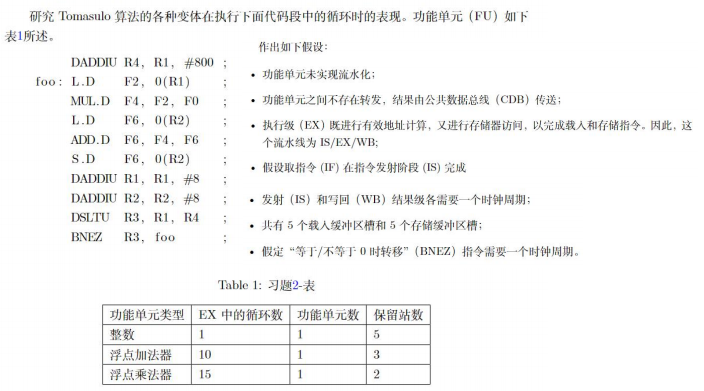 研究 Tomasulo 算法的各种变体在执行下面代码段中的循环时的表现。功能单元（FU）如下
表1所述。
DADDIU R4, R1, #800 ;
foo: L.D F2, 0(R1) ;
MUL.D F4, F2, F0 ;
L.D F6, 0(R2) ;
ADD.D F6, F4, F6 ;
S.D F6, 0(R2) ;
DADDIU R1, R1, #8 ;
DADDIU R2, R2, #8 ;
DSLTU R3, R1, R4 ;
BNEZ R3, foo ;
作出如下假设：
• 功能单元未实现流水化；
• 功能单元之间不存在转发，结果由公共数据总线（CDB）传送；
• 执行级（EX）既进行有效地址计算，又进行存储器访问，以完成载入和存储指令。因此，这
个流水线为 IS/EX/WB;
• 假设取指令 (IF) 在指令发射阶段 (IS) 完成
• 发射（IS）和写回（WB）结果级各需要一个时钟周期；
• 共有 5 个载入缓冲区槽和 5 个存储缓冲区槽；
• 假定“等于/不等于 0 时转移”（BNEZ）指令需要一个时钟周期。
Table 1: 习题2-表
功能单元类型 EX 中的循环数 功能单元数 保留站数
整数 1 1 5
浮点加法器 10 1 3
浮点乘法器 15 1 2